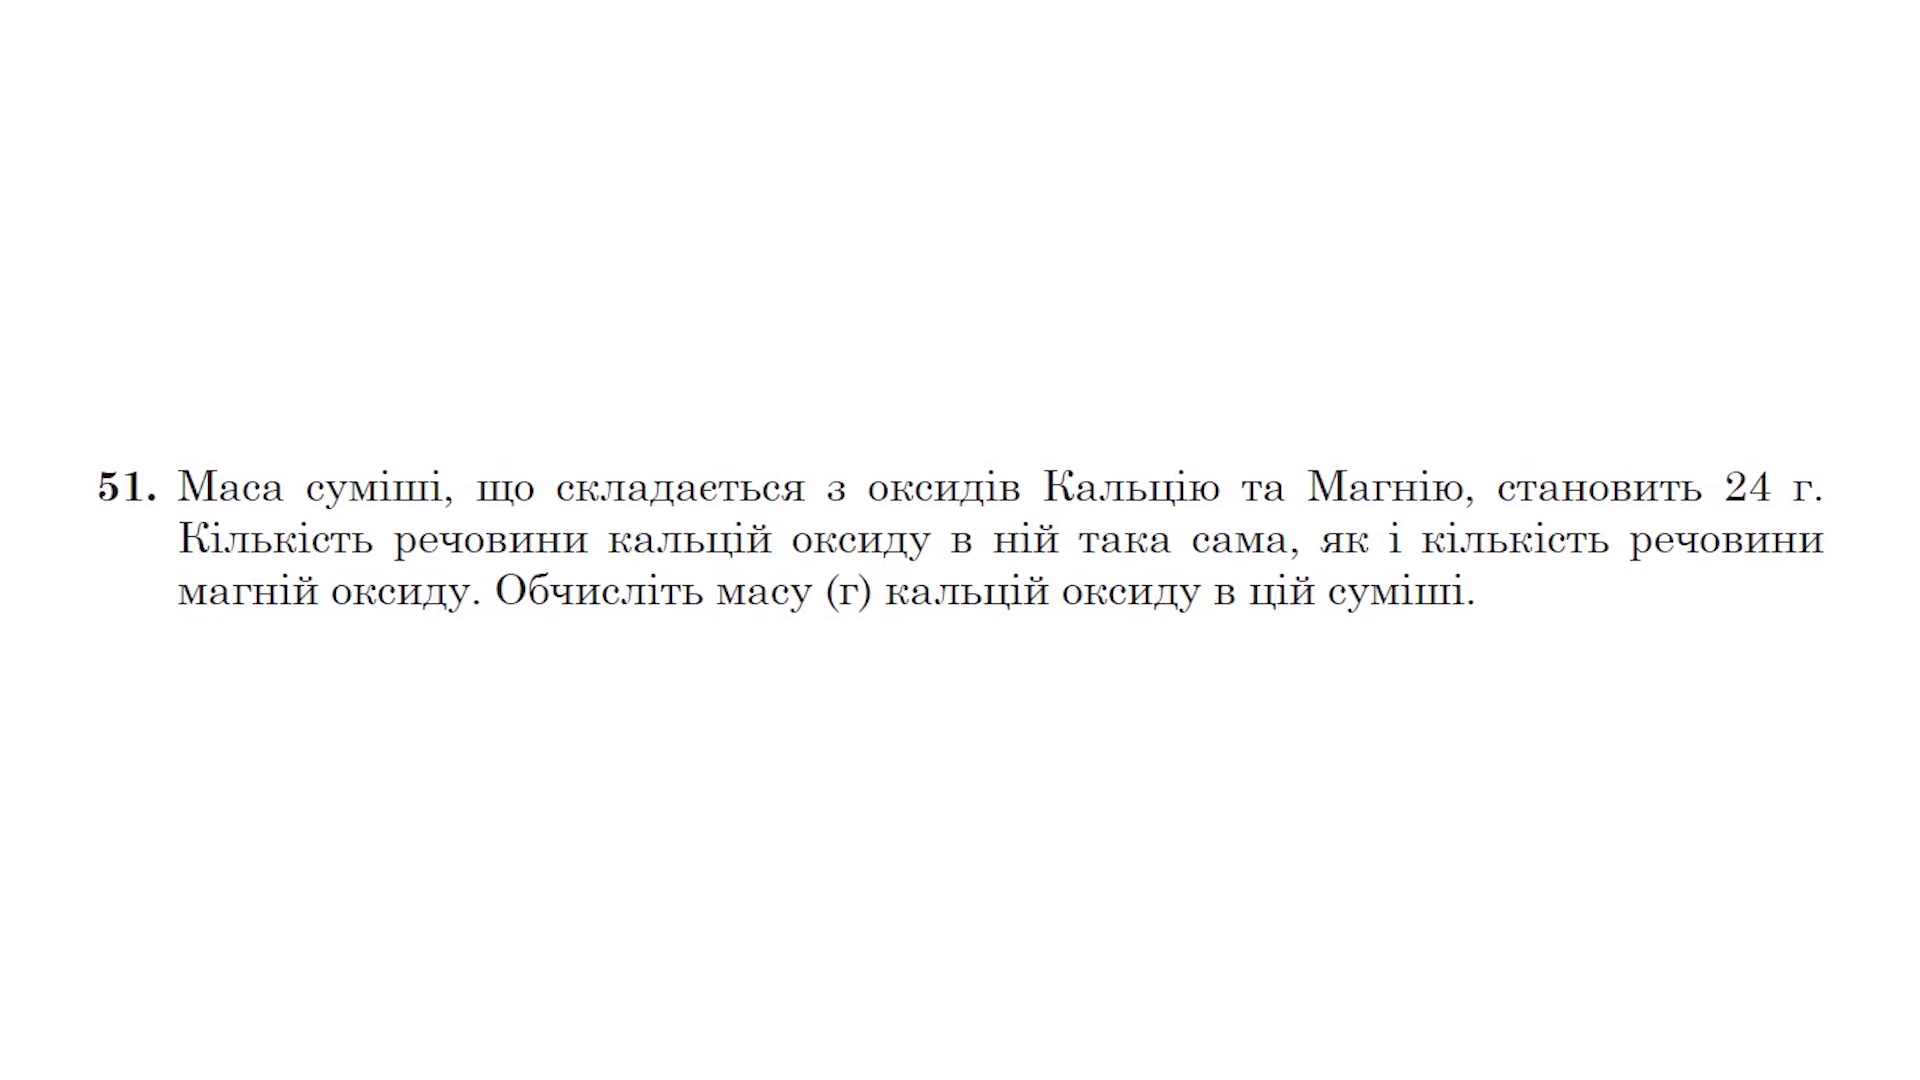 51. Маса суміші, що складається з оксидів Кальцію та Магнію, становить 24 г.
Кількість речовини кальцій оксиду в ній така сама, як і кількість речовини
магній оксиду. Обчисліть масу (г) кальцій оксиду в цій суміші.